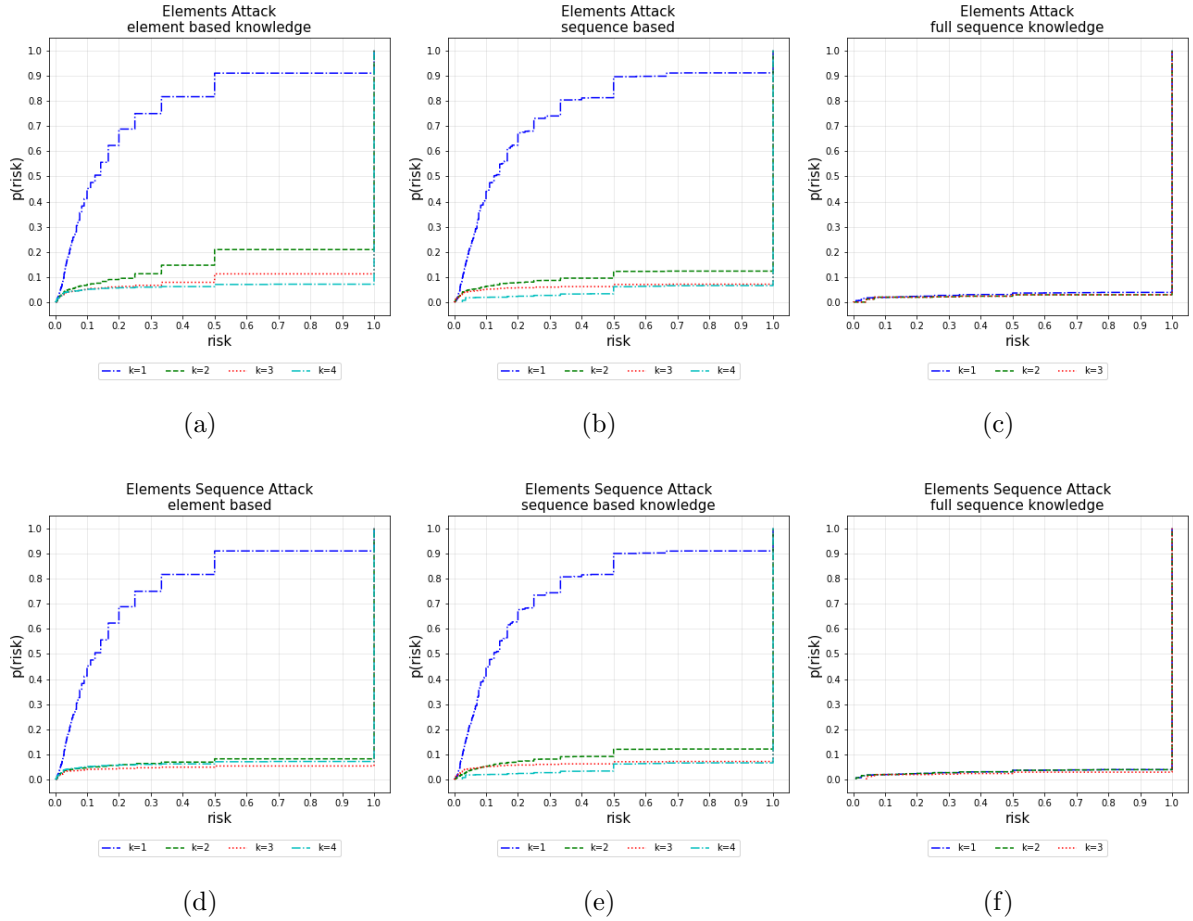 Elements Attack
element based knowledge
p(risk)
1.0
0.9
0.8
0.7
0.6
0.5
0.4
0.3
0.2
0.1
0.0
0.0 0.1 0.2 0.3 0.4 0.5 0.6 0.7 0.8 0.9 1.0
risk
k=1 k=2 k=3 k=4
(a)
Elements Attack
sequence based
p(risk)
1.0
0.9
0.8
0.7
0.6
0.5
0.4
0.3
0.2
0.1
0.0
0.0 0.1 0.2 0.3 0.4 0.5 0.6 0.7 0.8 0.9 1.0
risk
k=1 k=2 k=3 k=4
(b)
Elements Attack
full sequence knowledge
p(risk)
1.0
0.9
0.8
0.7
0.6
0.5
0.4
0.3
0.2
0.1
0.0
0.0 0.1 0.2 0.3 0.4 0.5 0.6 0.7 0.8 0.9 1.0
risk
k=1 k=2 k=3
(c)
Elements Sequence Attack
element based
p(risk)
1.0
0.9
0.8
0.7
0.6
0.5
0.4
0.3
0.2
0.1
0.0
0.0 0.1 0.2 0.3 0.4 0.5 0.6 0.7 0.8 0.9 1.0
risk
k=1 k=2 k=3 k=4
(d)
Elements Sequence Attack
sequence based knowledge
p(risk)
1.0
0.9
0.8
0.7
0.6
0.5
0.4
0.3
0.2
0.1
0.0
0.0 0.1 0.2 0.3 0.4 0.5 0.6 0.7 0.8 0.9 1.0
risk
k=1 k=2 k=3 k=4
(e)
Elements Sequence Attack
full sequence knowledge
p(risk)
1.0
0.9
0.8
0.7
0.6
0.5
0.4
0.3
0.2
0.1
0.0
0.0 0.1 0.2 0.3 0.4 0.5 0.6 0.7 0.8 0.9 1.0
risk
k=1 k=2 k=3
(f)